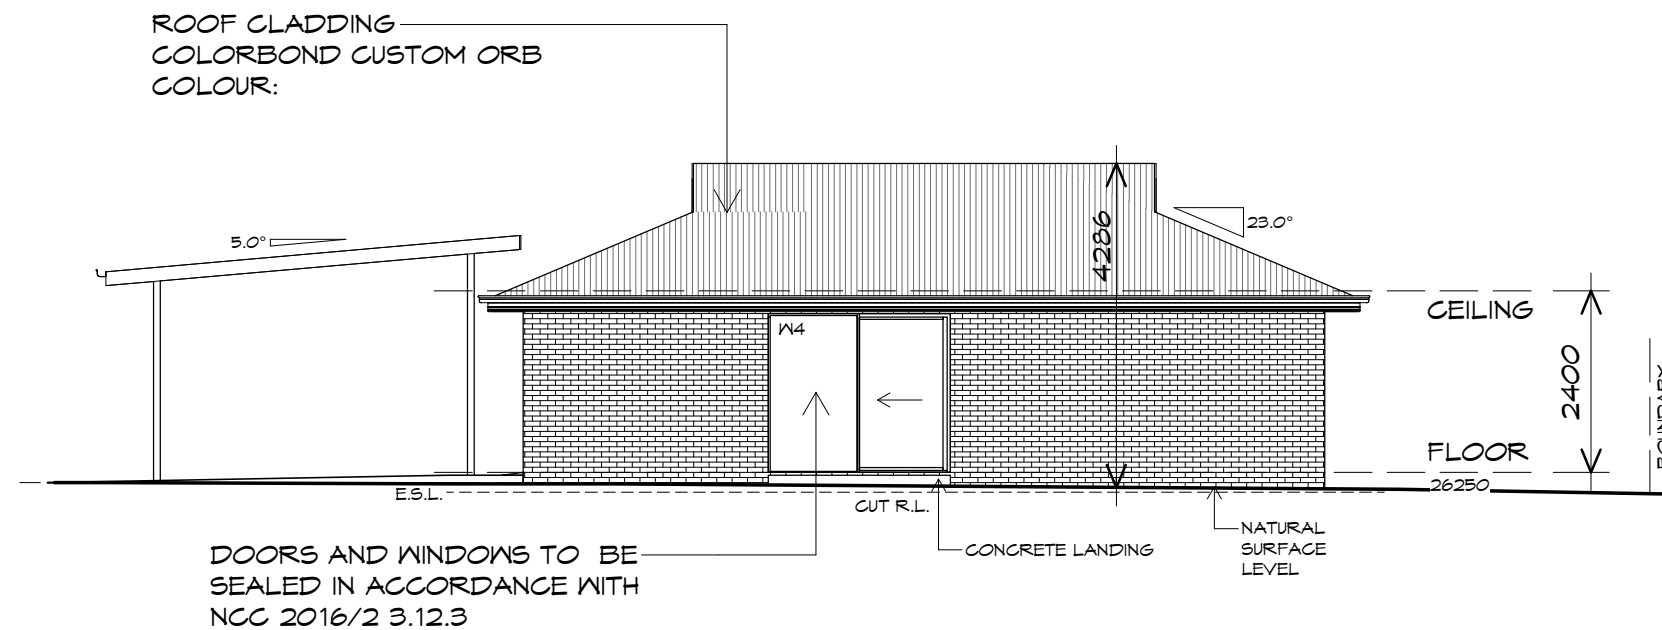 ROOF CLADDING
COLORBOND CUSTOM ORB
COLOUR:
4286
23.0°
5.0°
CEILING
W4
2400
BOUNDARY
FLOOR
26250
E.S.L.
CUT R.L.
NATURAL
SURFACE
LEVEL
CONCRETE LANDING
DOORS AND WINDOWS TO BE
SEALED IN ACCORDANCE WITH
NCC 2016/2 3.12.3